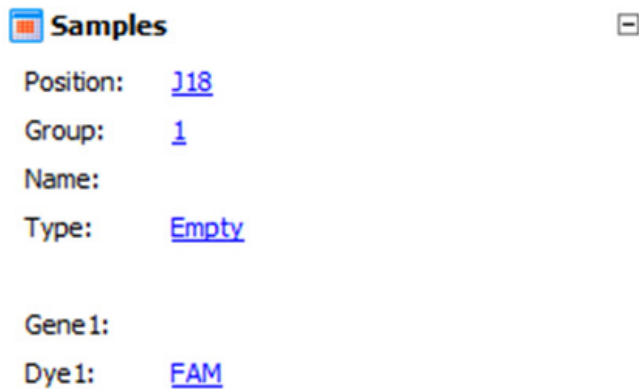 Samples
Position: J18
Group: 1
Name:
Type: Empty
Gene1:
Dye1: FAM